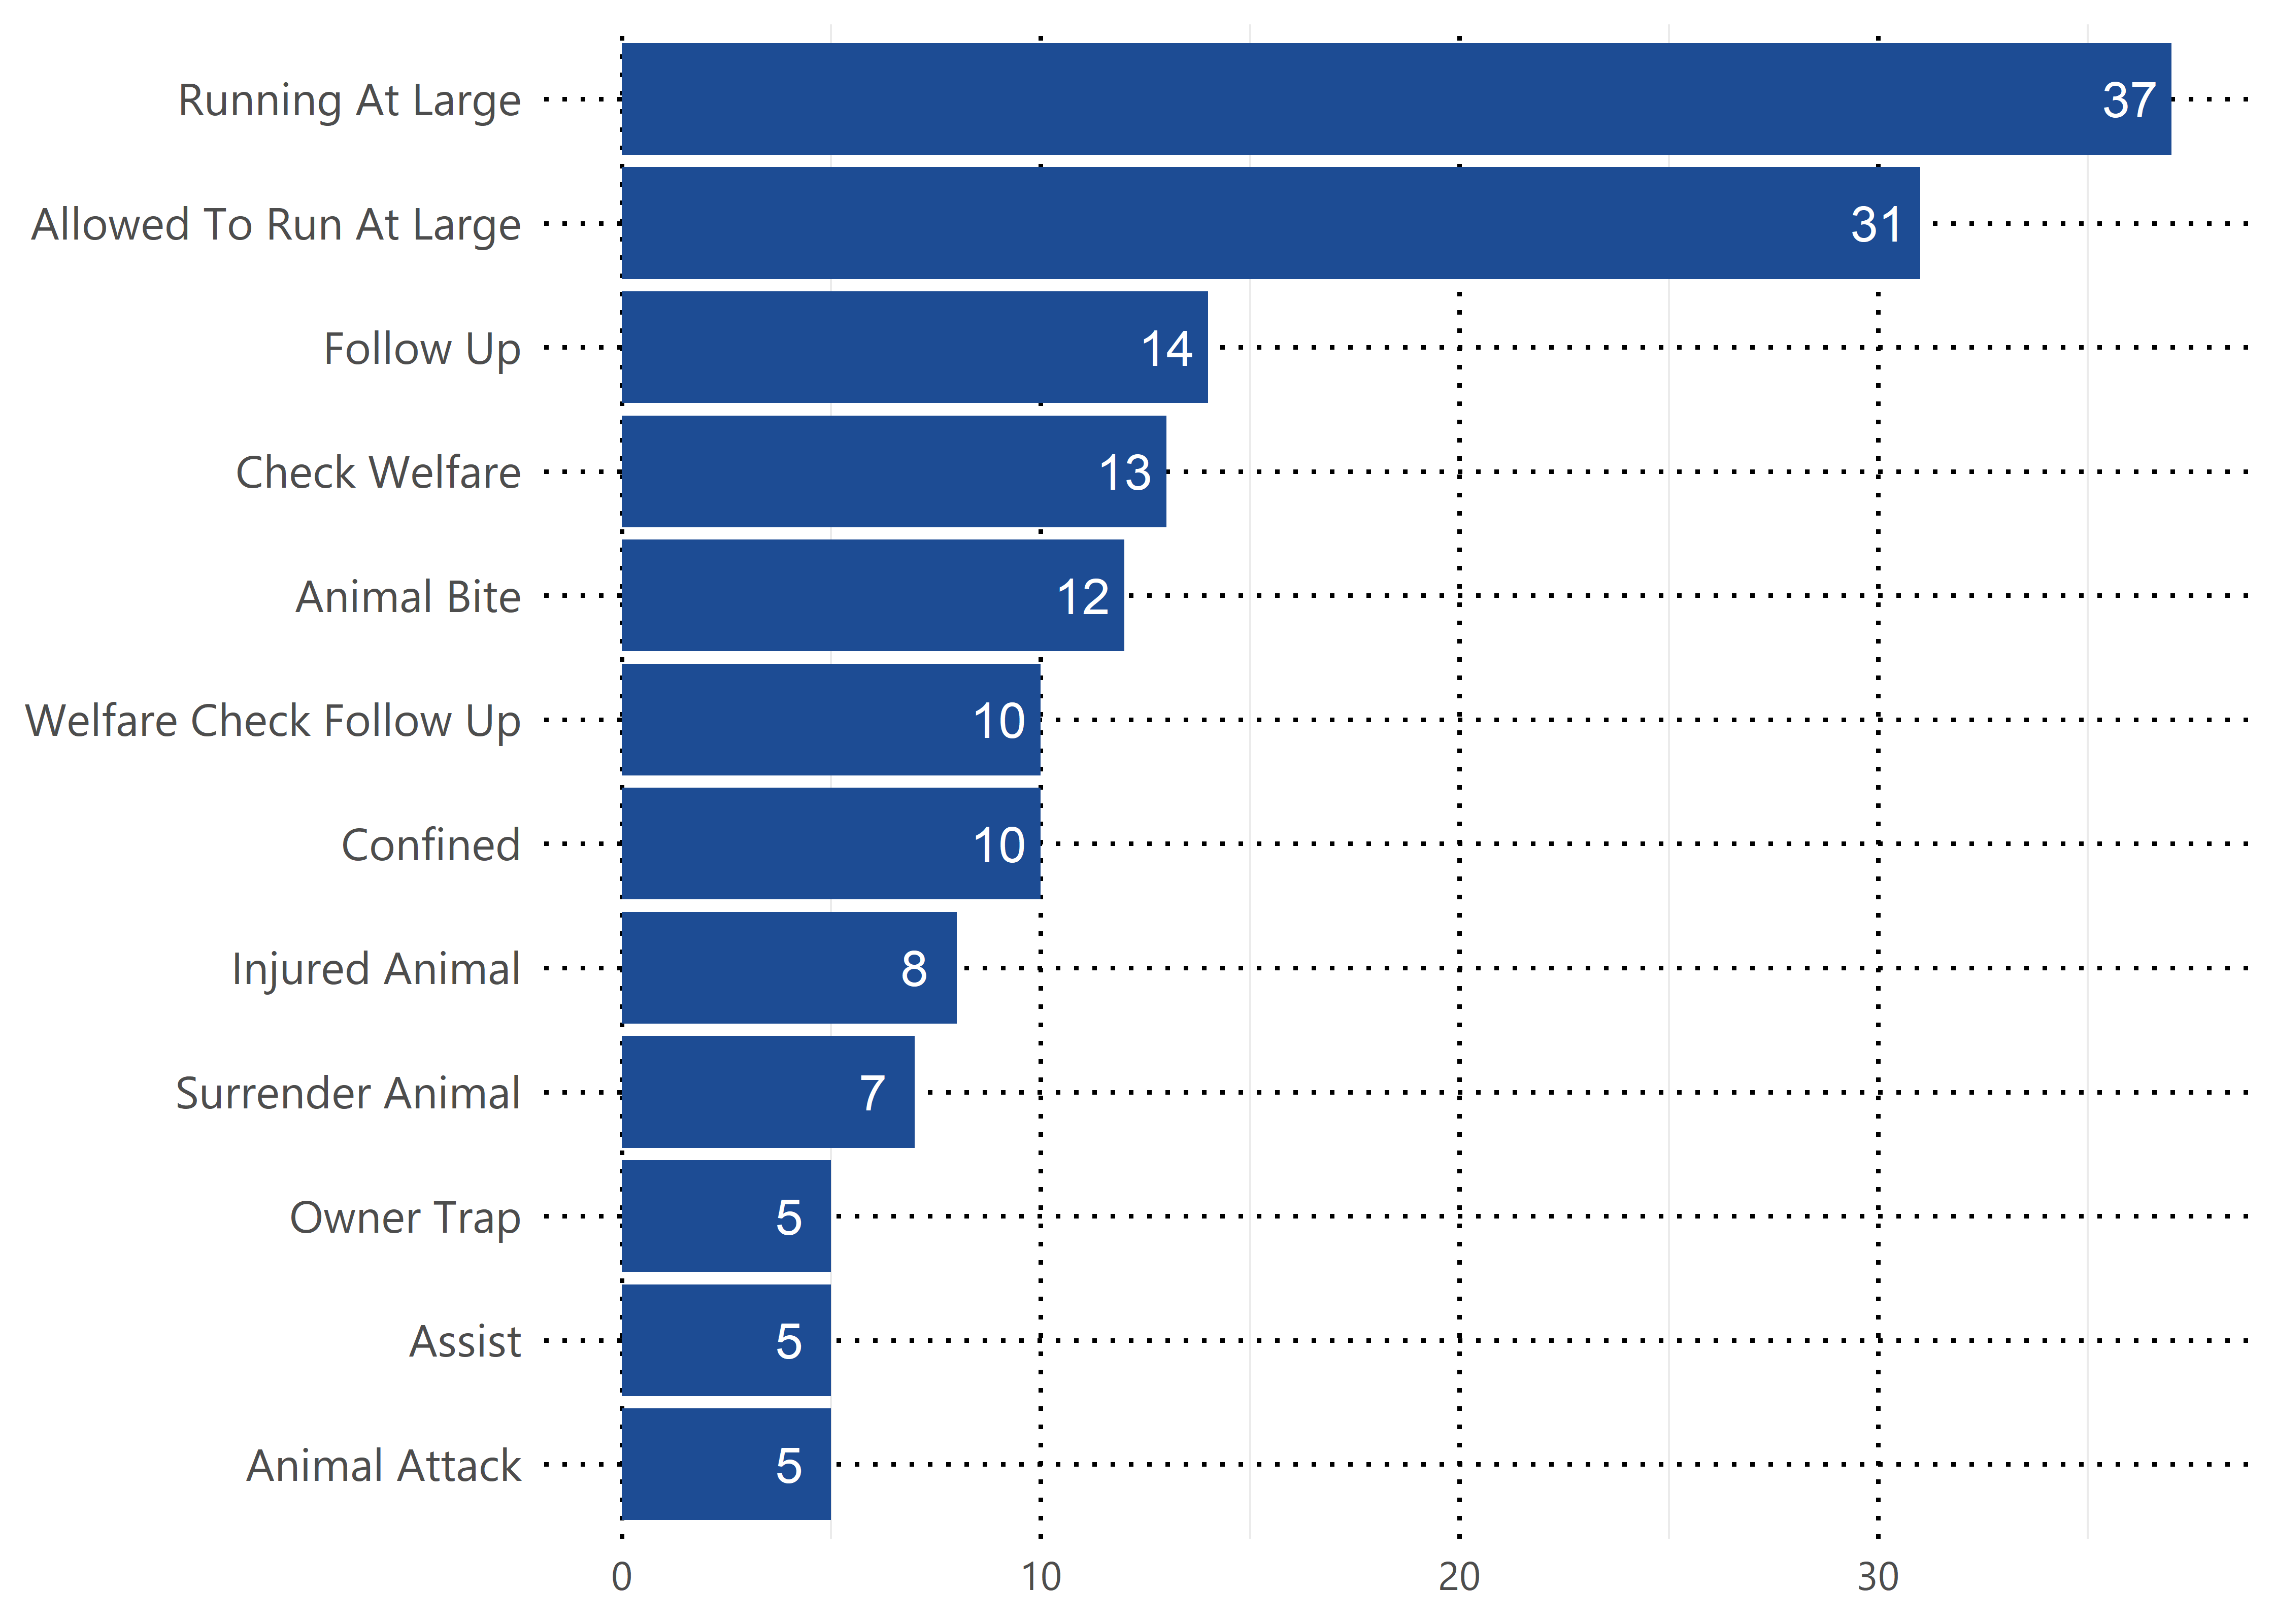 Running At Large 37
Allowed To Run At Large 31
Follow Up 14
Check Welfare 13
Animal Bite 12
Welfare Check Follow Up 10
Confined 10
Injured Animal 8
Surrender Animal 7
Owner Trap 5
Assist 5
Animal Attack 5
0 10 20 30